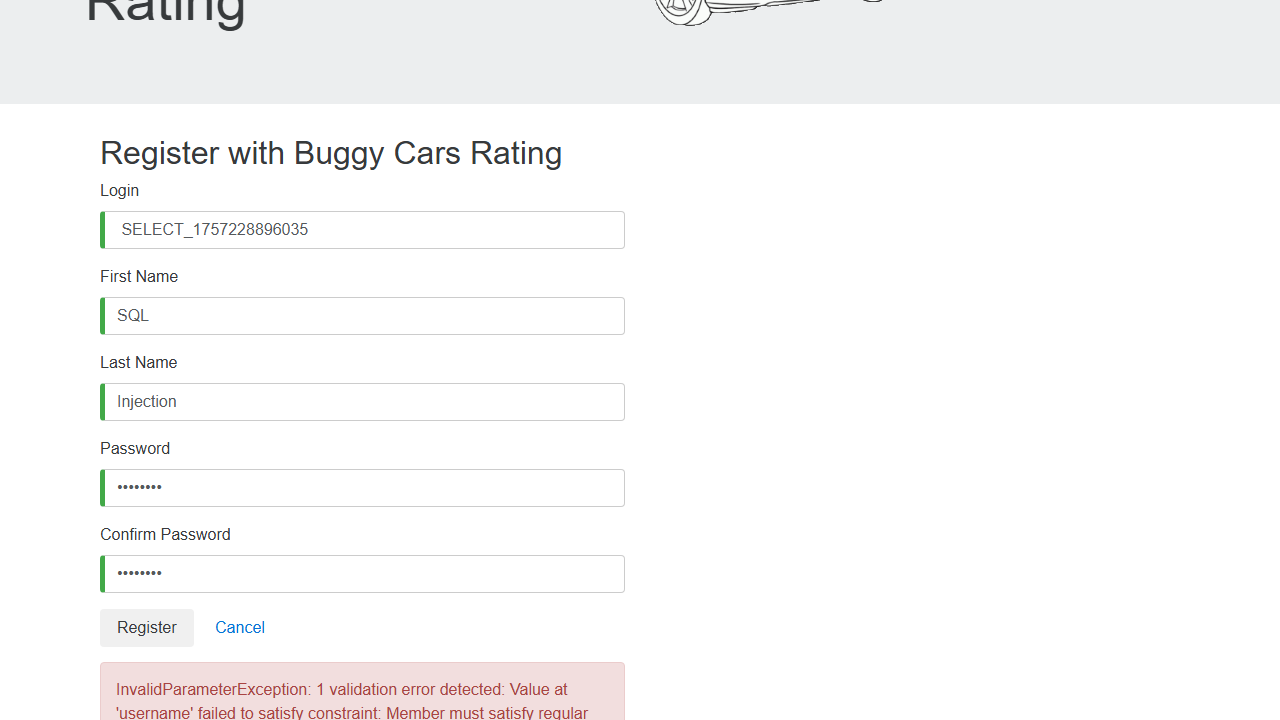 Rating
Register with Buggy Cars Rating
Login
SELECT_1757228896035
First Name
SQL
Last Name
Injection
Password
••••••••
Confirm Password
••••••••
Register Cancel
InvalidParameterException: 1 validation error detected: Value at
'username' failed to satisfy constraint: Member must satisfy regular